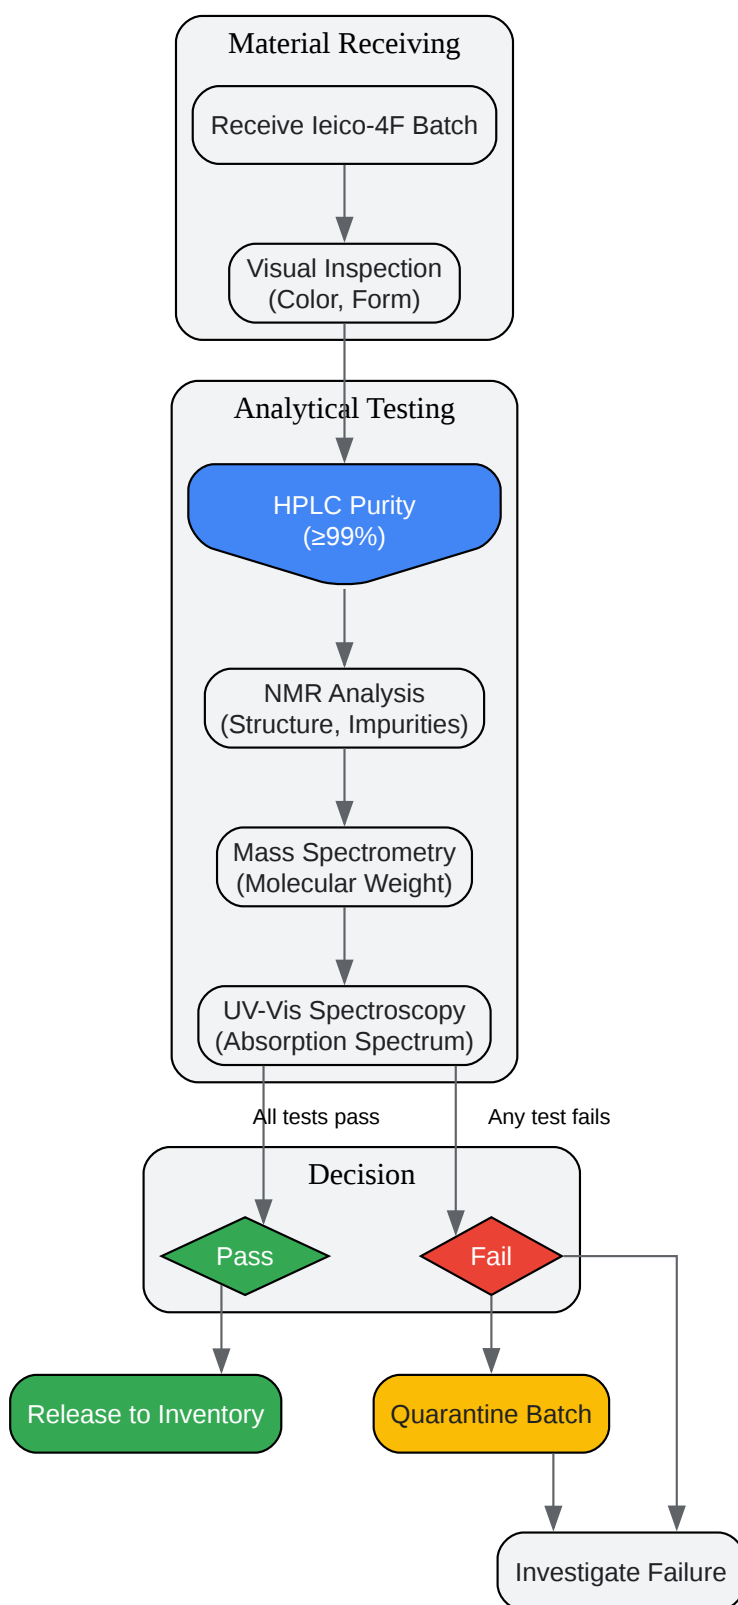 Material Receiving
Receive Ieico-4F Batch
Visual Inspection
(Color, Form)
Analytical Testing
HPLC Purity
(≥99%)
NMR Analysis
(Structure, Impurities)
Mass Spectrometry
(Molecular Weight)
UV-Vis Spectroscopy
(Absorption Spectrum)
All tests pass
Any test fails
Decision
Pass
Fail
Release to Inventory
Quarantine Batch
Investigate Failure